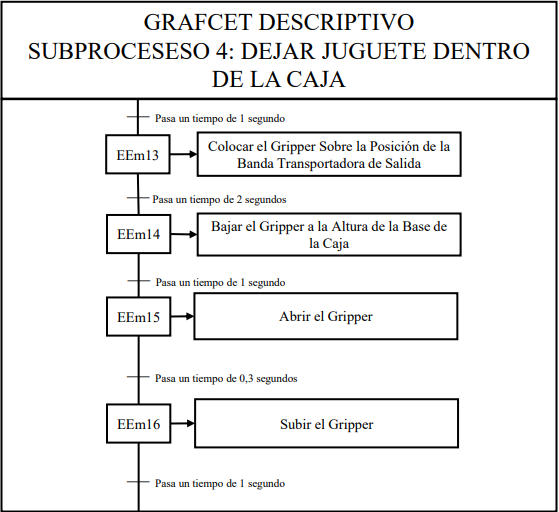 GRAFCET DESCRIPTIVO
SUBPROCESESO 4: DEJAR JUGUETE DENTRO
DE LA CAJA
Pasa un tiempo de 1 segundo
EEm13
Colocar el Gripper Sobre la Posición de la
Banda Transportadora de Salida
Pasa un tiempo de 2 segundos
EEm14
Bajar el Gripper a la Altura de la Base de
la Caja
Pasa un tiempo de 1 segundo
EEm15
Abrir el Gripper
Pasa un tiempo de 0,3 segundos
EEm16
Subir el Gripper
Pasa un tiempo de 1 segundo